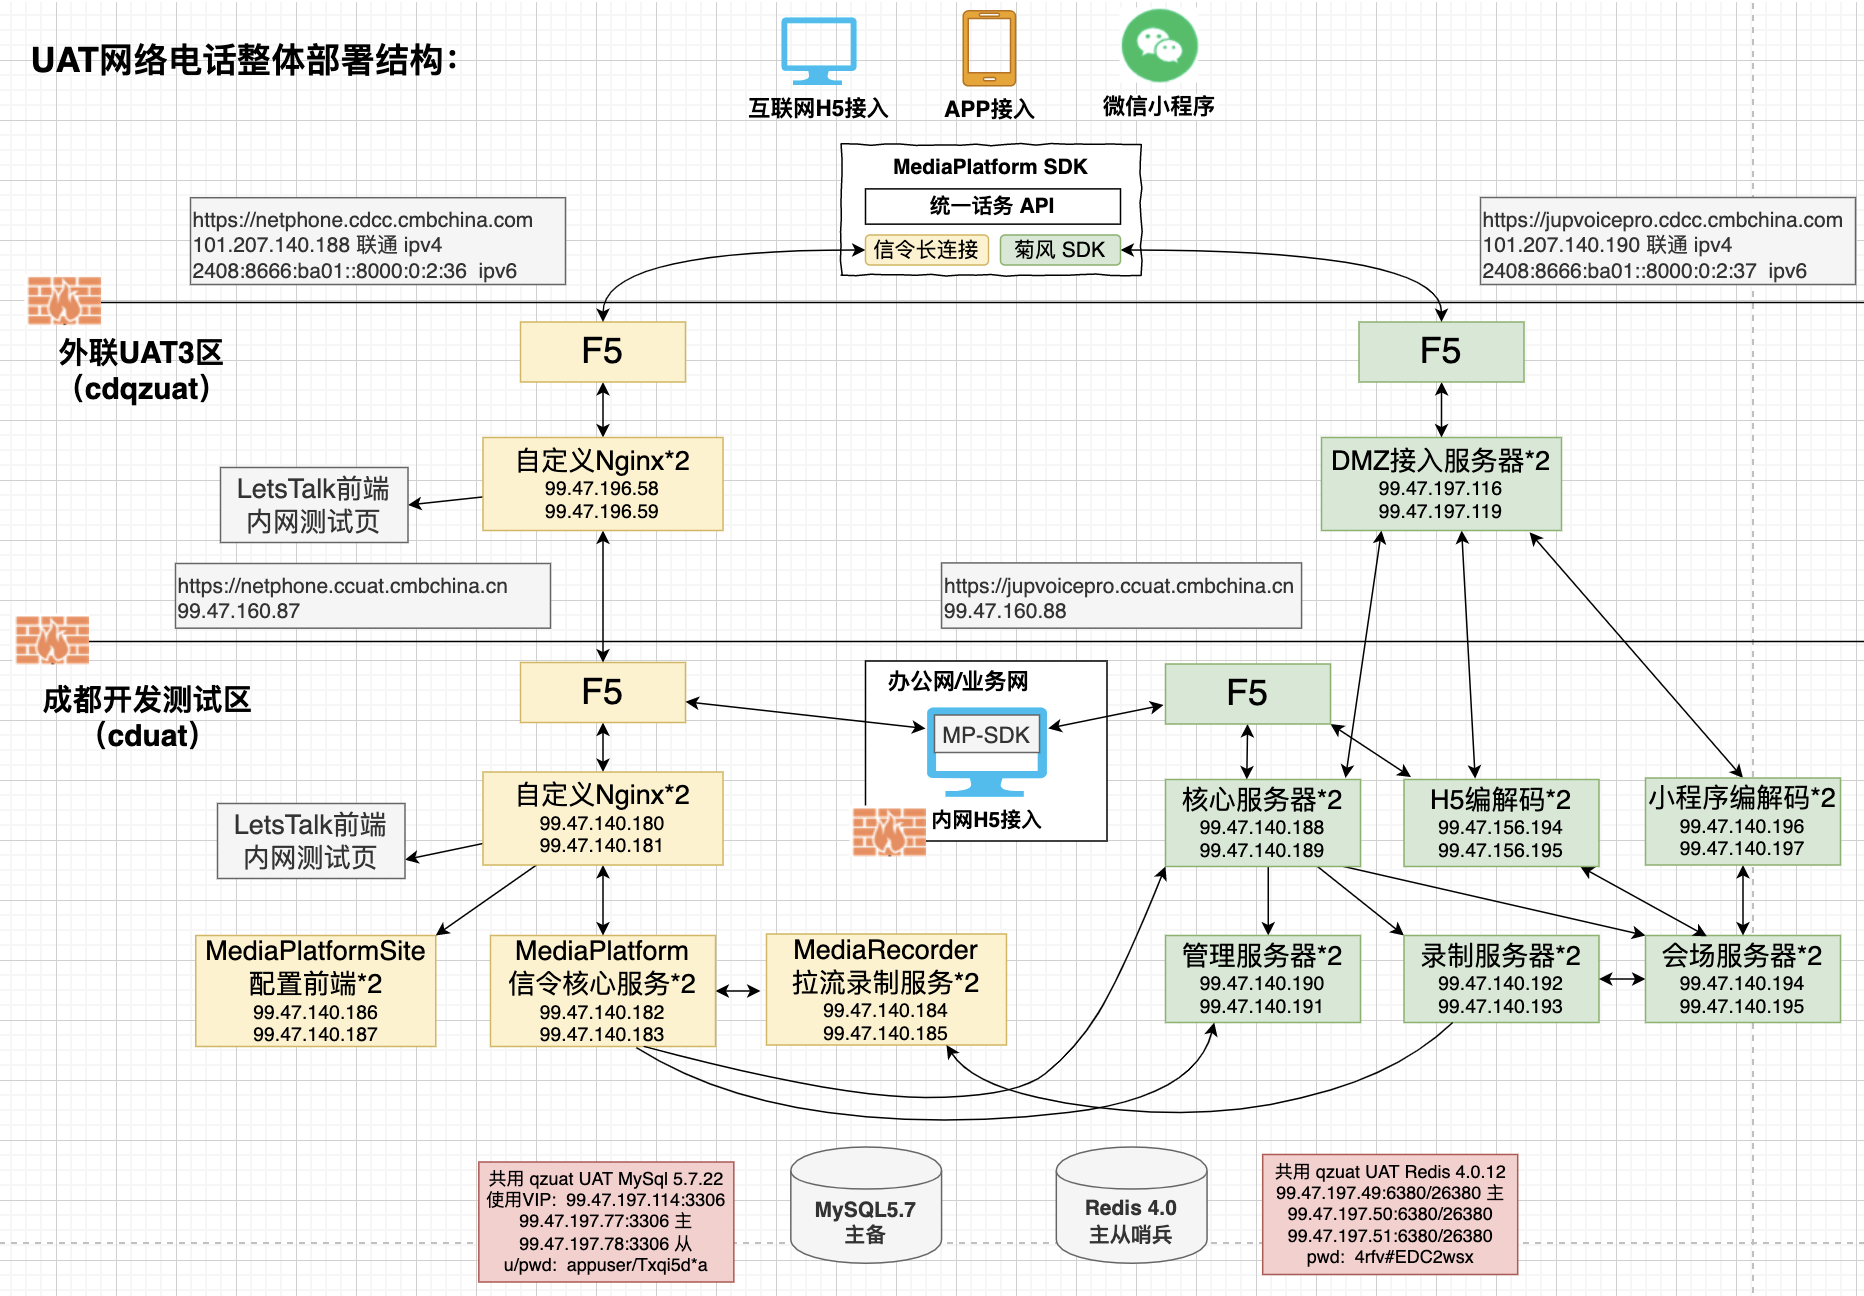 UAT网络电话整体部署结构：
互联网H5接入
APP接入
微信小程序
MediaPlatform SDK
统一话务 API
信令长连接
菊风 SDK
https://netphone.cdcc.cmbchina.com
101.207.140.188 联通 ipv4
2408:8666:ba01::8000:0:2:36 ipv6
https://jupvoicepro.cdcc.cmbchina.com
101.207.140.190 联通 ipv4
2408:8666:ba01::8000:0:2:37 ipv6
外联UAT3区
（cdqzuat）
F5
F5
自定义Nginx*2
99.47.196.58
99.47.196.59
DMZ接入服务器*2
99.47.197.116
99.47.197.119
LetsTalk前端
内网测试页
https://netphone.ccuat.cmbchina.cn
99.47.160.87
https://jupvoicepro.ccuat.cmbchina.cn
99.47.160.88
成都开发测试区
（cduat）
F5
办公网/业务网
MP-SDK
内网H5接入
F5
自定义Nginx*2
99.47.140.180
99.47.140.181
LetsTalk前端
内网测试页
核心服务器*2
99.47.140.188
99.47.140.189
H5编解码*2
99.47.156.194
99.47.156.195
小程序编解码*2
99.47.140.196
99.47.140.197
MediaPlatformSite
配置前端*2
99.47.140.186
99.47.140.187
MediaPlatform
信令核心服务*2
99.47.140.182
99.47.140.183
MediaRecorder
拉流录制服务*2
99.47.140.184
99.47.140.185
管理服务器*2
99.47.140.190
99.47.140.191
录制服务器*2
99.47.140.192
99.47.140.193
会场服务器*2
99.47.140.194
99.47.140.195
共用 qzuat UAT MySql 5.7.22
使用VIP：99.47.197.114:3306
99.47.197.77:3306 主
99.47.197.78:3306 从
u/pwd：appuser/Txqi5d*a
MySQL5.7
主备
Redis 4.0
主从哨兵
共用 qzuat UAT Redis 4.0.12
99.47.197.49:6380/26380 主
99.47.197.50:6380/26380
99.47.197.51:6380/26380
pwd：4rfv#EDC2wsx